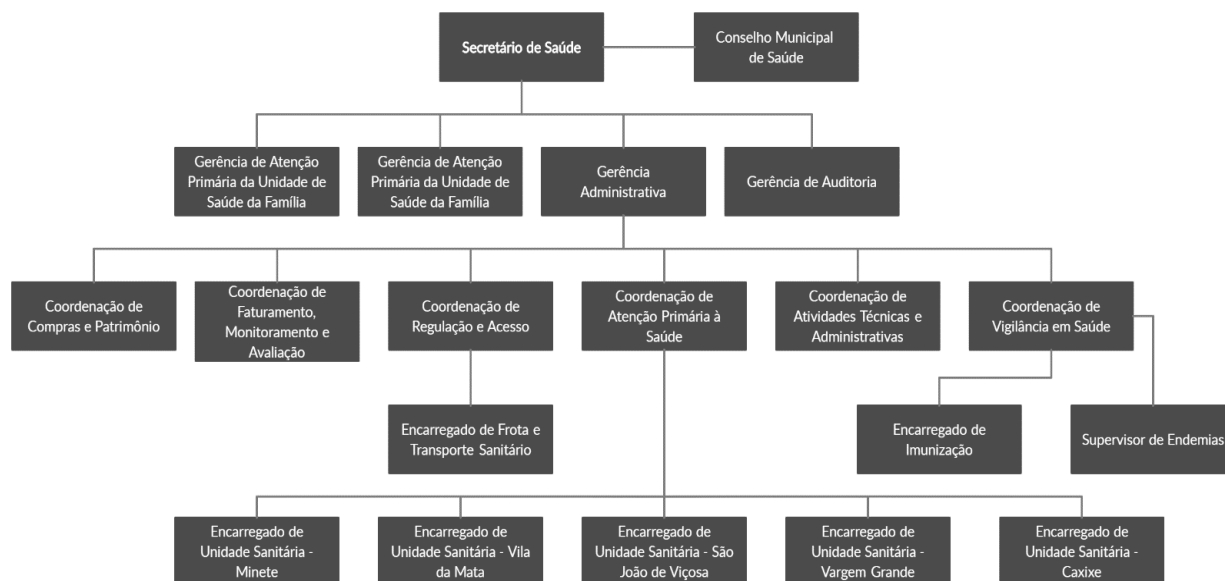 Secretário de Saúde
Conselho Municipal
de Saúde
Gerência de Atenção
Primária da Unidade de
Saúde da Família
Gerência de Atenção
Primária da Unidade de
Saúde da Família
Gerência
Administrativa
Gerência de Auditoria
Coordenação de
Compras e Patrimônio
Coordenação de
Faturamento,
Monitoramento e
Avaliação
Coordenação de
Regulação e Acesso
Coordenação de
Atenção Primária à
Saúde
Coordenação de
Atividades Técnicas e
Administrativas
Coordenação de
Vigilância em Saúde
Encarregado de Frota e
Transporte Sanitário
Encarregado de
Imunização
Supervisor de Endemias
Encarregado de
Unidade Sanitária -
Minete
Encarregado de
Unidade Sanitária - Vila
da Mata
Encarregado de
Unidade Sanitária - São
João de Viçosa
Encarregado de
Unidade Sanitária -
Vargem Grande
Encarregado de
Unidade Sanitária -
Caxixe